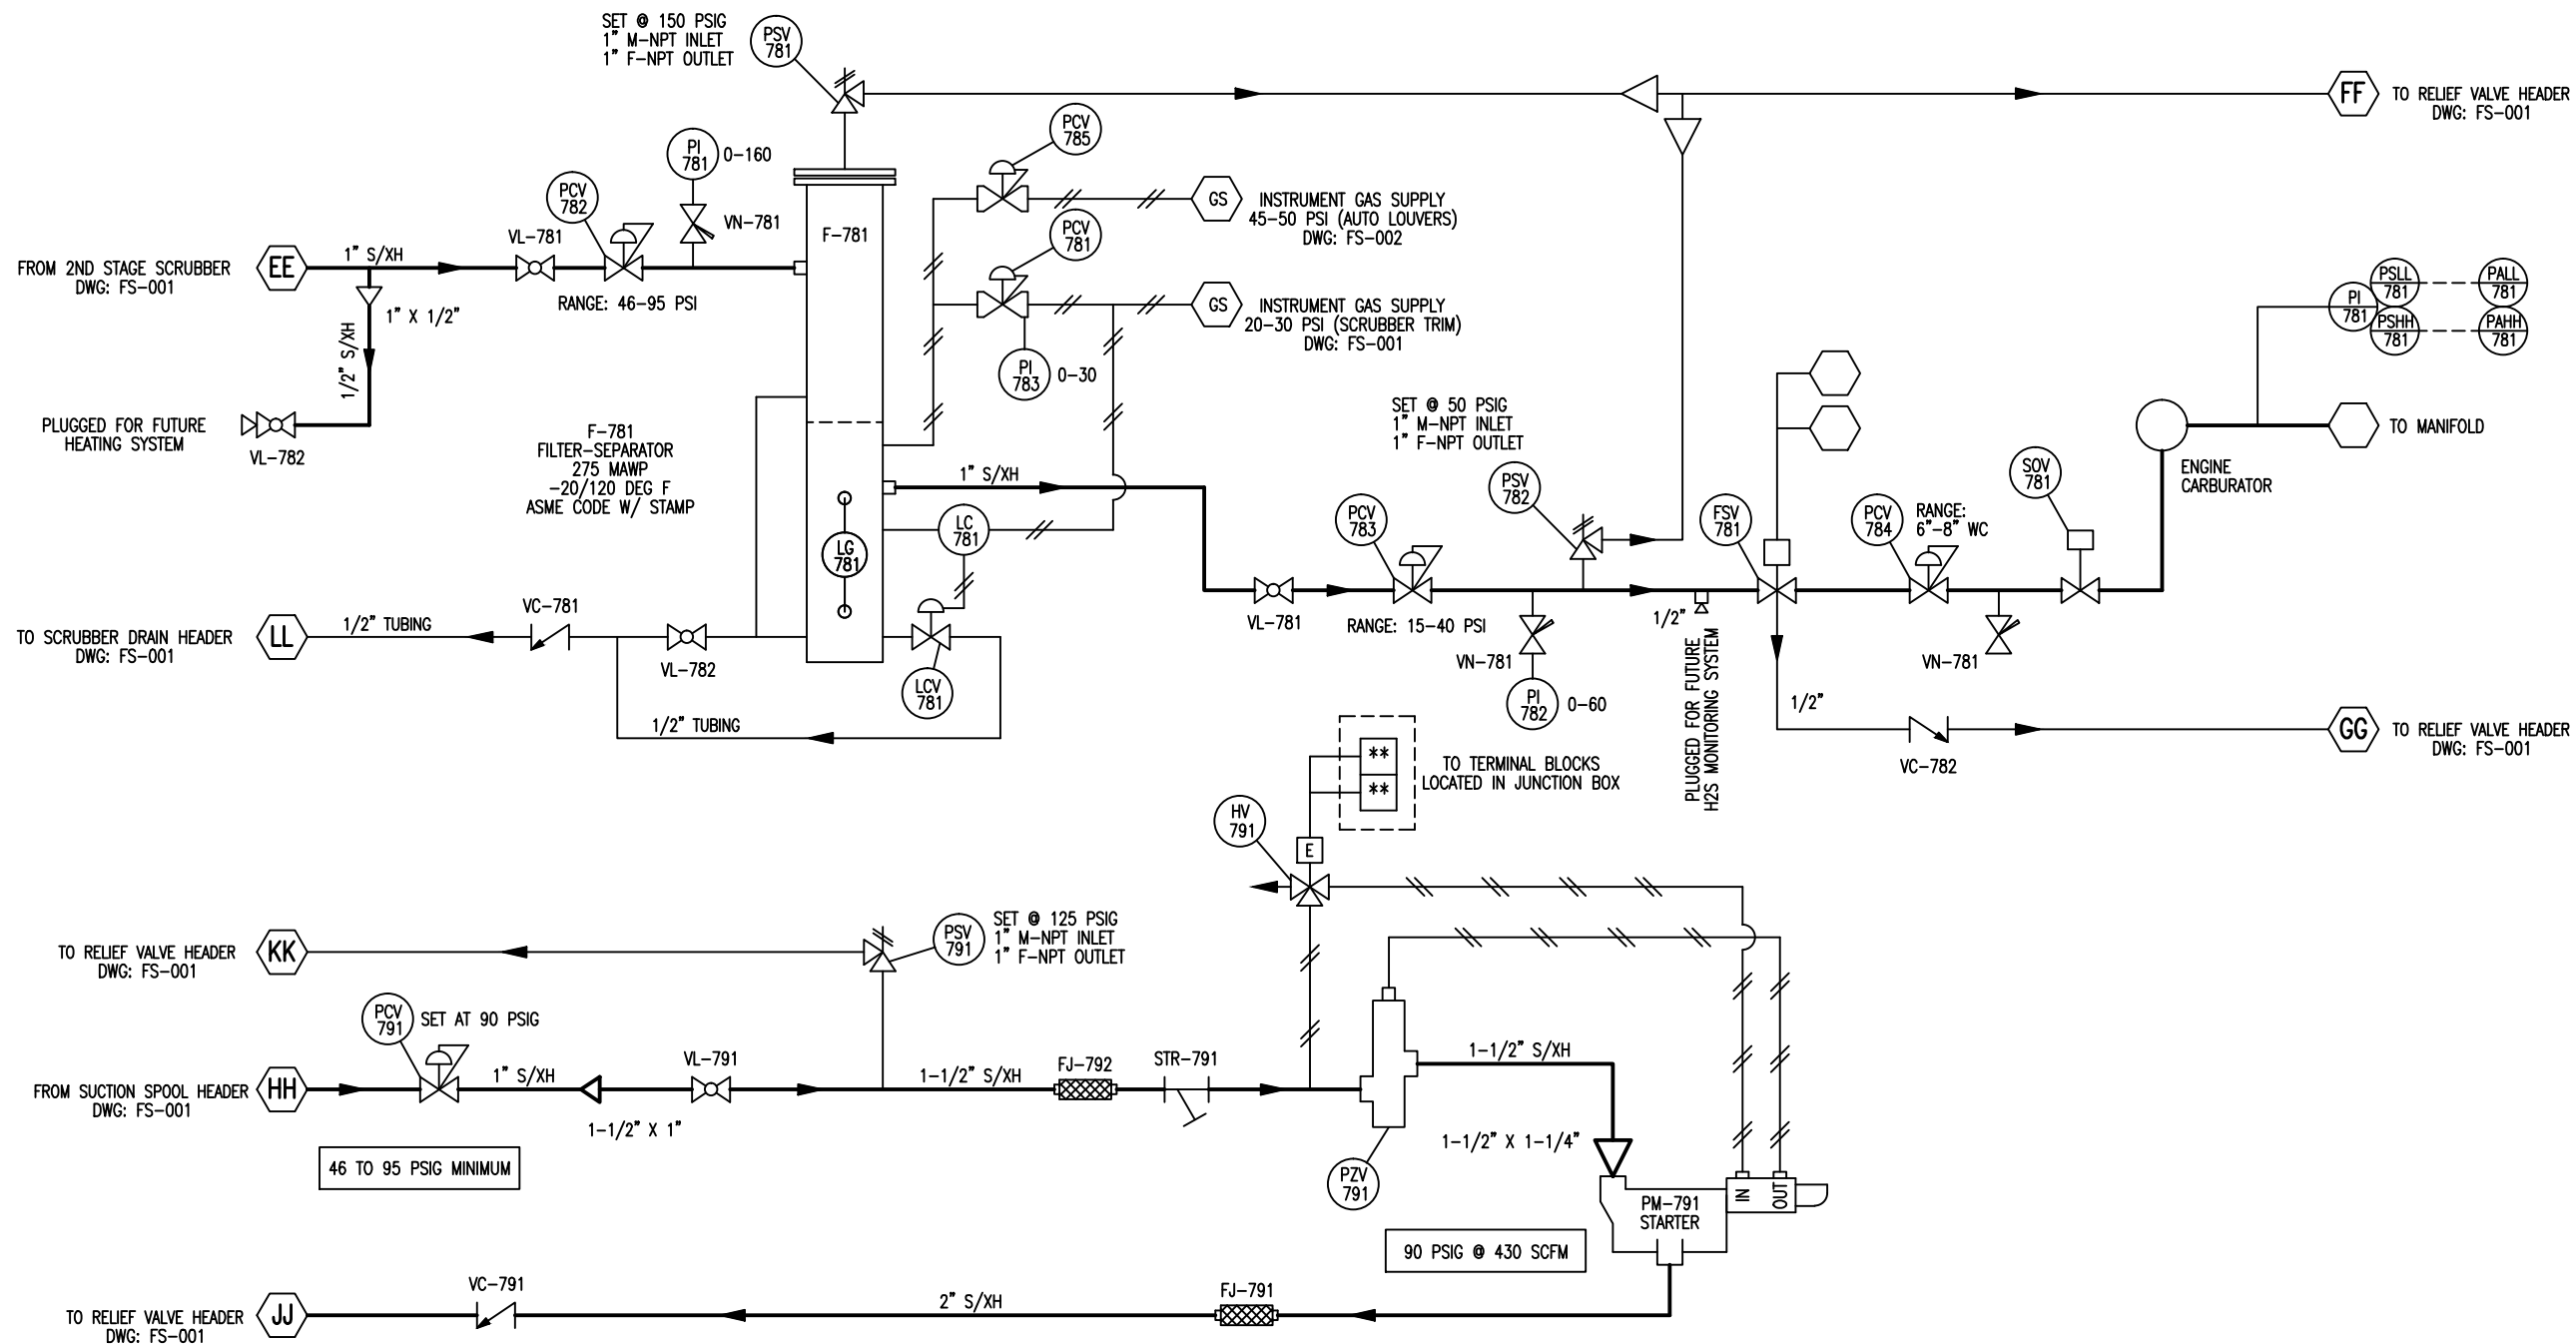 SET @ 150 PSIG
1" M-NPT INLET
1" F-NPT OUTLET
PSV
781
FF
TO RELIEF VALVE HEADER
DWG: FS-001
PCV
785
PI
781
0-160
VN-781
PCV
782
VL-781
F-781
GS
INSTRUMENT GAS SUPPLY
45-50 PSI (AUTO LOUVERS)
DWG: FS-002
PCV
781
FROM 2ND STAGE SCRUBBER
DWG: FS-001
EE
1" S/XH
RANGE: 46-95 PSI
1" X 1/2"
1/2" S/XH
GS
INSTRUMENT GAS SUPPLY
20-30 PSI (SCRUBBER TRIM)
DWG: FS-001
PI
783
0-30
PSLL
781
PALL
781
PI
781
PSHH
781
PAHH
781
PLUGGED FOR FUTURE
HEATING SYSTEM
VL-782
F-781
FILTER-SEPARATOR
275 MAWP
-20/120 DEG F
ASME CODE W/ STAMP
SET @ 50 PSIG
1" M-NPT INLET
1" F-NPT OUTLET
TO MANIFOLD
ENGINE
CARBURATOR
1" S/XH
PSV
782
SOV
781
LG
781
LC
781
PCV
783
FSV
781
PCV
784
RANGE:
6"-8" WC
VL-781
RANGE: 15-40 PSI
VN-781
PI
782
0-60
1/2"
PLUGGED FOR FUTURE
H2S MONITORING SYSTEM
VN-781
TO SCRUBBER DRAIN HEADER
DWG: FS-001
LL
1/2" TUBING
VC-781
VL-782
LCV
781
1/2" TUBING
1/2"
VC-782
GG
TO RELIEF VALVE HEADER
DWG: FS-001
**
**
TO TERMINAL BLOCKS
LOCATED IN JUNCTION BOX
HV
791
E
TO RELIEF VALVE HEADER
DWG: FS-001
KK
PSV
791
SET @ 125 PSIG
1" M-NPT INLET
1" F-NPT OUTLET
PCV
791
SET AT 90 PSIG
FROM SUCTION SPOOL HEADER
DWG: FS-001
HH
1" S/XH
1-1/2" X 1"
VL-791
1-1/2" S/XH
FJ-792
STR-791
1-1/2" S/XH
1-1/2" X 1-1/4"
46 TO 95 PSIG MINIMUM
PZV
791
IN
OUT
PM-791
STARTER
90 PSIG @ 430 SCFM
TO RELIEF VALVE HEADER
DWG: FS-001
JJ
VC-791
2" S/XH
FJ-791